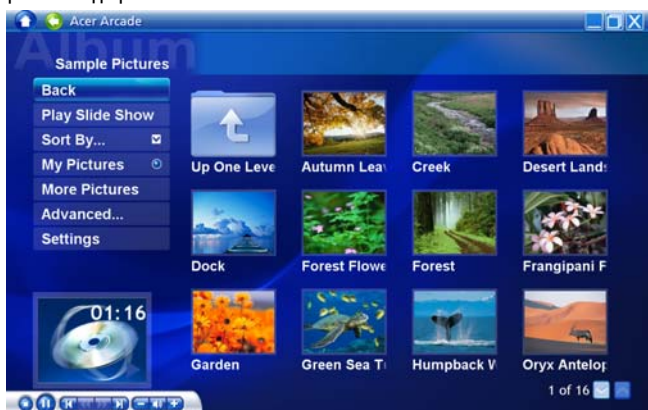 Acer Arcade
Album
Sample Pictures
Back
Play Slide Show
Sort By...
My Pictures
More Pictures
Advanced...
Settings
Up One Leve
Autumn Lea
Creek
Desert Lands
Dock
Forest Flowe
Forest
Frangipani F
Garden
Green Sea T
Humpback W
Oryx Antelop
01:16
1 of 16